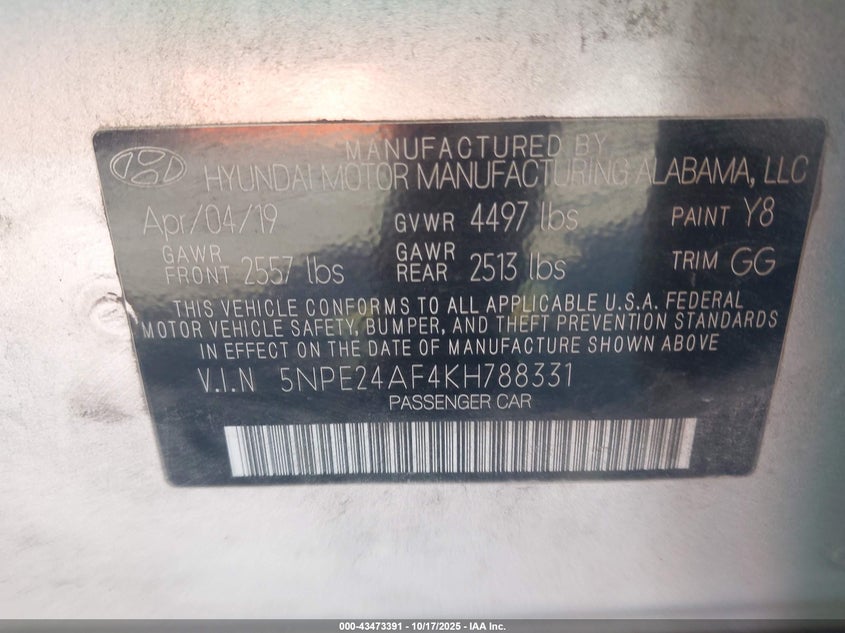 MANUFACTURED BY
HYUNDAI MOTOR MANUFACTURING ALABAMA, LLC
Apr/04/19 GVWR 4497 lbs PAINT Y8
GAWR FRONT 2557 lbs GAWR REAR 2513 lbs TRIM GG
THIS VEHICLE CONFORMS TO ALL APPLICABLE U.S.A. FEDERAL
MOTOR VEHICLE SAFETY, BUMPER, AND THEFT PREVENTION STANDARDS
IN EFFECT ON THE DATE OF MANUFACTURE SHOWN ABOVE
V.I.N 5NPE24AF4KH788331
PASSENGER CAR
000-43473391 - 10/17/2025 - IAA Inc.